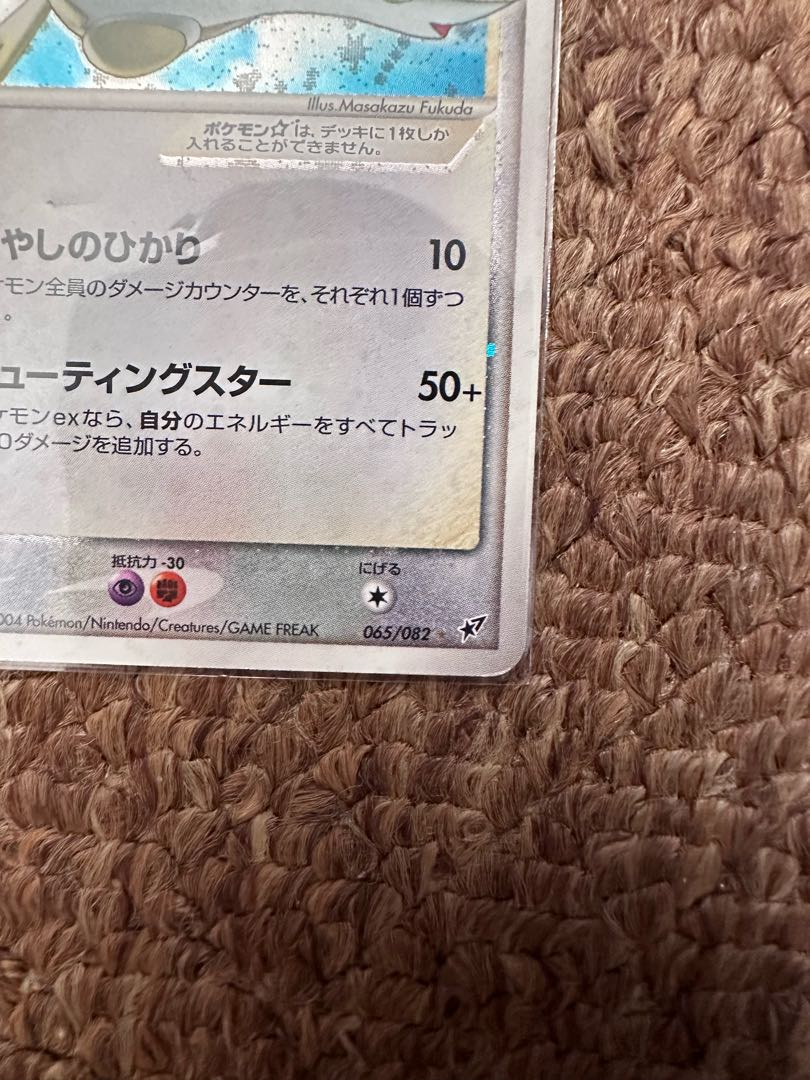 Illus.Masakazu Fukuda
ポケモン☆は、デッキに1枚しか
入れることができません。
やしのひかり 10
モン全員のダメージカウンターを、それぞれ1個ずつ
。
ューティングスター 50+
ケモンexなら、自分のエネルギーをすべてトラッ
0ダメージを追加する。
抵抗力 -30
にげる
004 Pokémon/Nintendo/Creatures/GAME FREAK 065/082